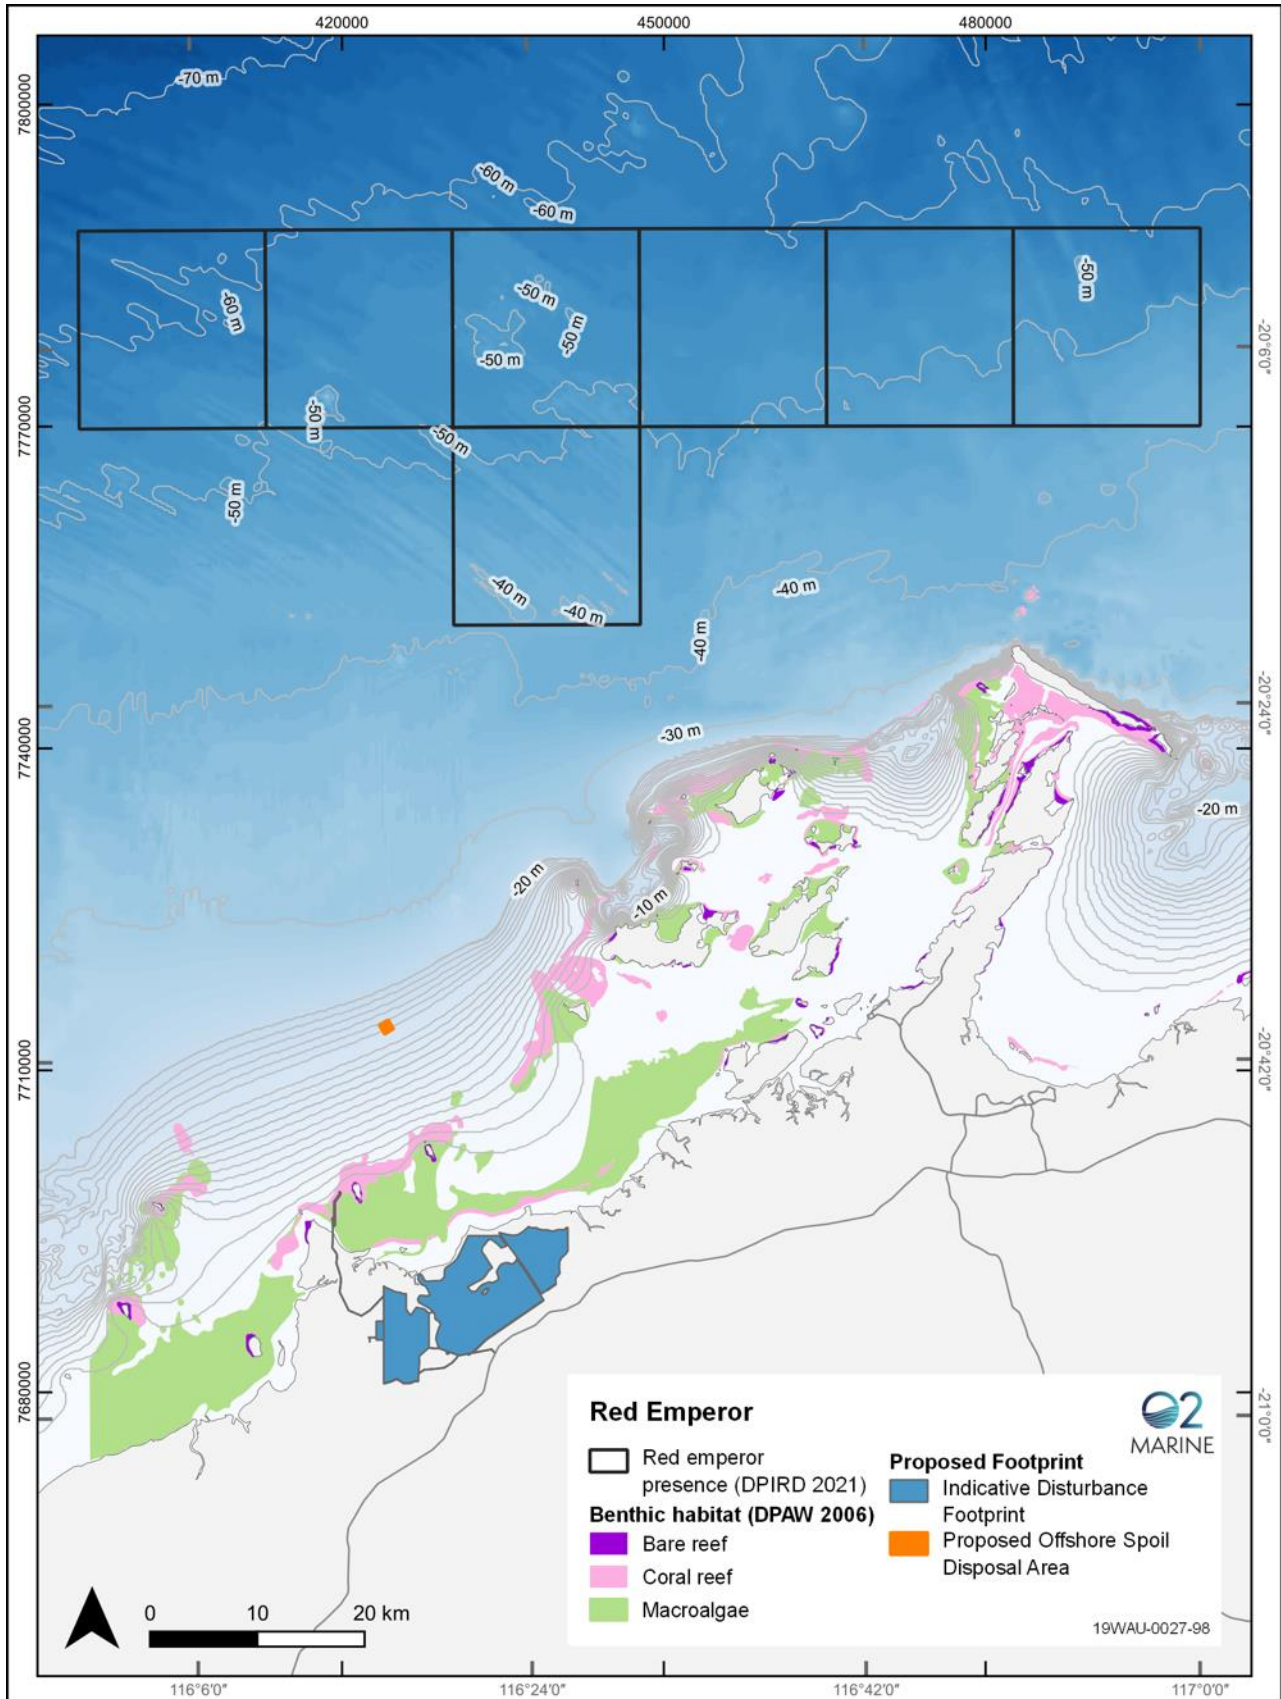 420000
450000
480000
7800000
-70 m
-60 m
-60 m
-60 m
-50 m
-50 m
-50 m
-50 m
-20°6'0"
7770000
-50 m
-50 m
-50 m
-40 m
-40 m
-40 m
-40 m
-20°24'0"
7740000
-30 m
-20 m
-20 m
-10 m
7710000
-20°42'0"
7680000
-21°0'0"
Red Emperor
O2
MARINE
Red emperor
presence (DPIRD 2021)
Benthic habitat (DPAW 2006)
Bare reef
Coral reef
Macroalgae
Proposed Footprint
Indicative Disturbance
Footprint
Proposed Offshore Spoil
Disposal Area
19WAU-0027-98
0 10 20 km
116°6'0"
116°24'0"
116°42'0"
117°0'0"